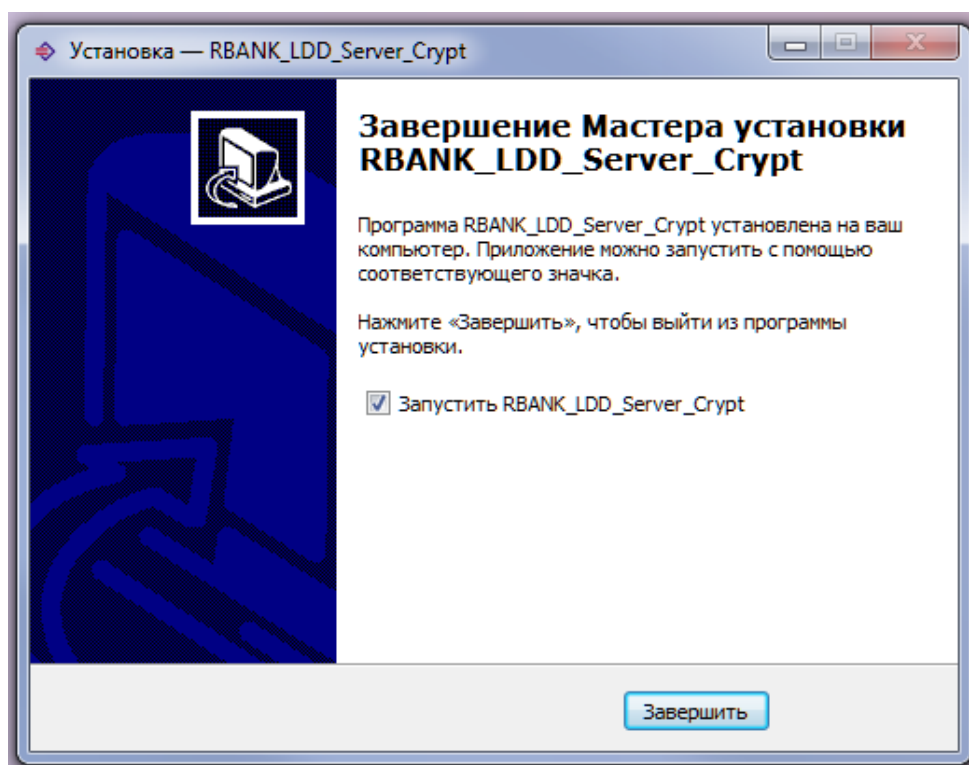 Установка — RBANK_LDD_Server_Crypt
Завершение Мастера установки
RBANK_LDD_Server_Crypt
Программа RBANK_LDD_Server_Crypt установлена на ваш
компьютер. Приложение можно запустить с помощью
соответствующего значка.
Нажмите «Завершить», чтобы выйти из программы
установки.
Запустить RBANK_LDD_Server_Crypt
Завершить